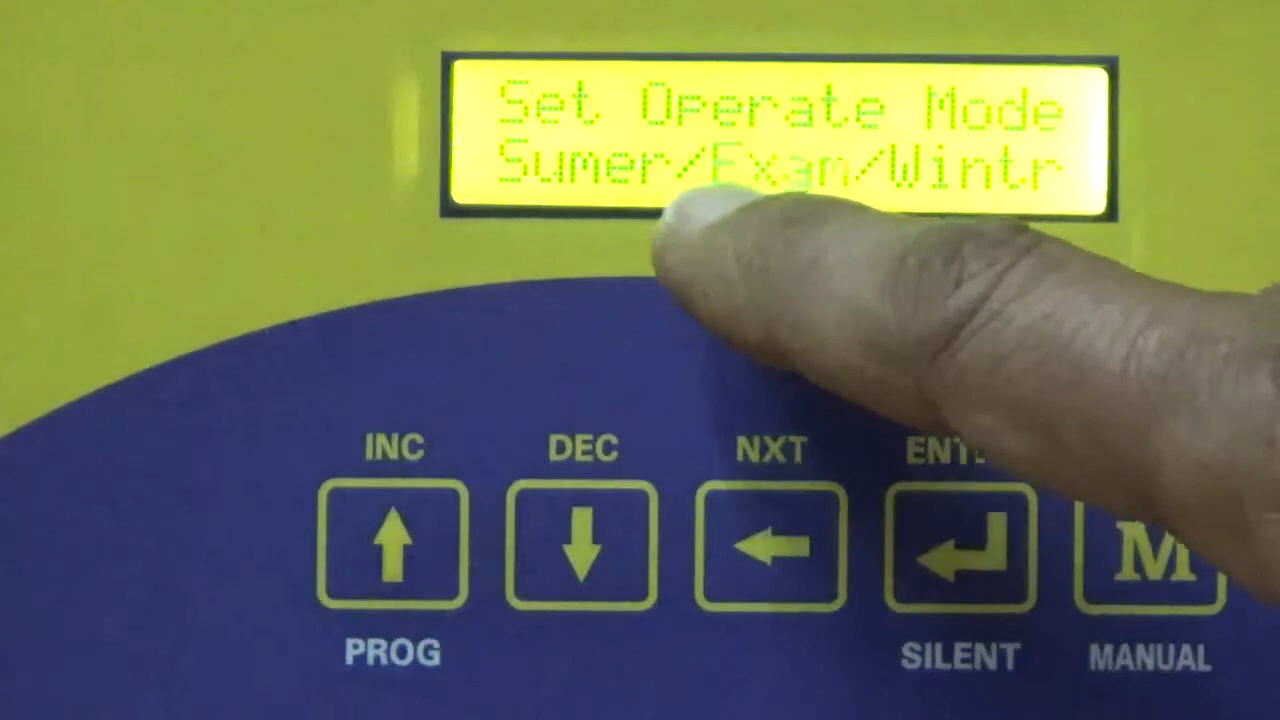 Set Operate Mode
Sumer/Exam/Wintr
INC DEC NXT
M
PROG SILENT MANUAL